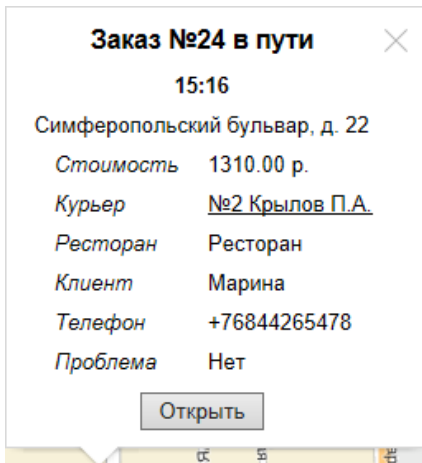 Заказ №24 в пути
15:16
Симферопольский бульвар, д. 22
Стоимость 1310.00 р.
Курьер №2 Крылов П.А.
Ресторан Ресторан
Клиент Марина
Телефон +76844265478
Проблема Нет
Открыть